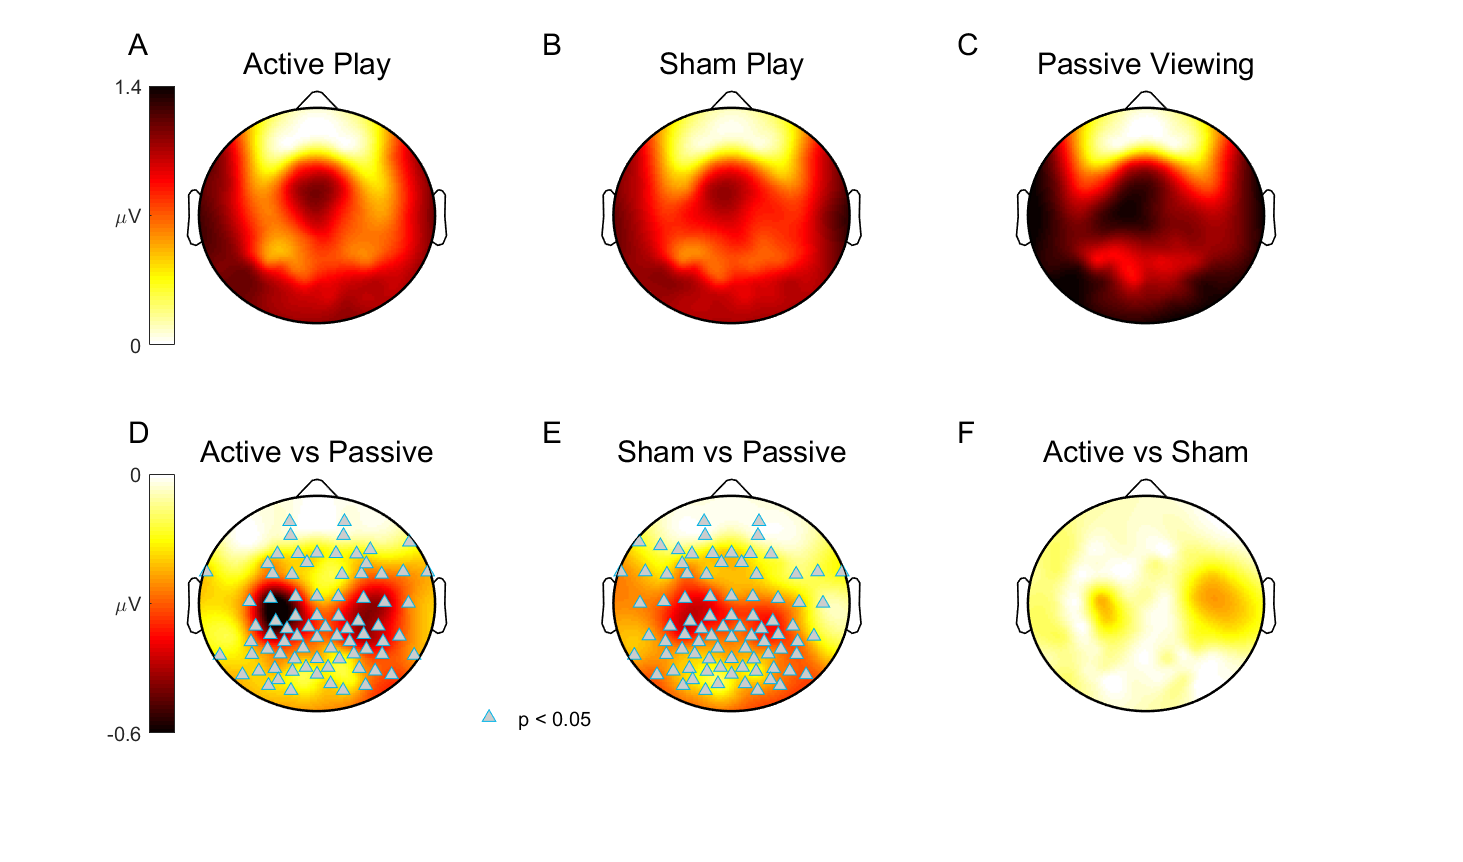 A
Active Play
B
Sham Play
C
Passive Viewing
1.4
μV
0
D
Active vs Passive
E
Sham vs Passive
F
Active vs Sham
0
μV
-0.6
p < 0.05